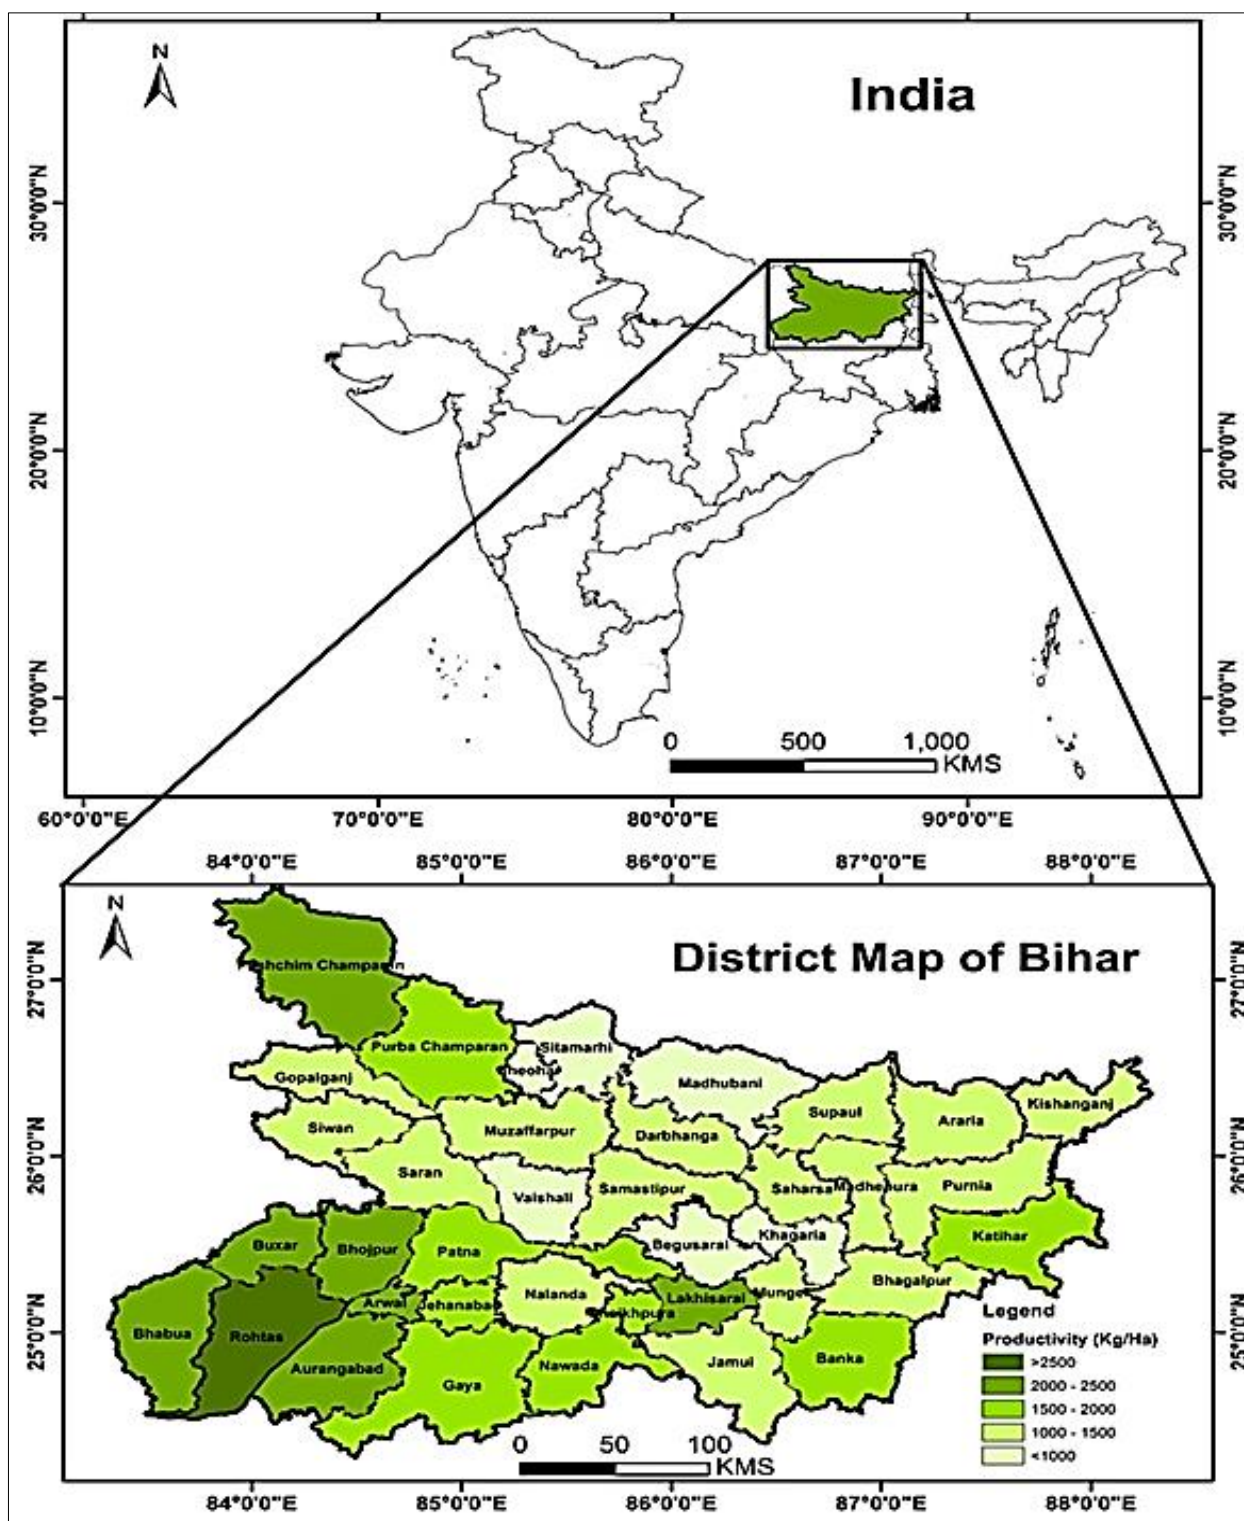 N
India
30°0'0"N
30°0'0"N
20°0'0"N
20°0'0"N
10°0'0"N
10°0'0"N
0 500 1,000
KMS
60°0'0"E 70°0'0"E 80°0'0"E 90°0'0"E
84°0'0"E 85°0'0"E 86°0'0"E 87°0'0"E 88°0'0"E
N
District Map of Bihar
27°0'0"N
27°0'0"N
hchim Champaran
Purba Champaran
Sitamarhi
heohar
Madhubani
Gopalganj
Siwan
Muzaffarpur
Darbhanga
Supaul
Araria
Kishanganj
26°0'0"N
26°0'0"N
Saran
Vaishali
Samastipur
Saharsa
Madhepura
Purnia
Buxar
Bhojpur
Patna
Begusarai
Khagaria
Katihar
Arwal
Jehanabad
Nalanda
heikhpura
Lakhisarai
Munger
Bhagalpur
25°0'0"N
25°0'0"N
Bhabua
Rohtas
Aurangabad
Gaya
Nawada
Jamui
Banka
Legend
Productivity (Kg/Ha)
>2500
2000 - 2500
1500 - 2000
1000 - 1500
<1000
0 50 100
KMS
84°0'0"E 85°0'0"E 86°0'0"E 87°0'0"E 88°0'0"E